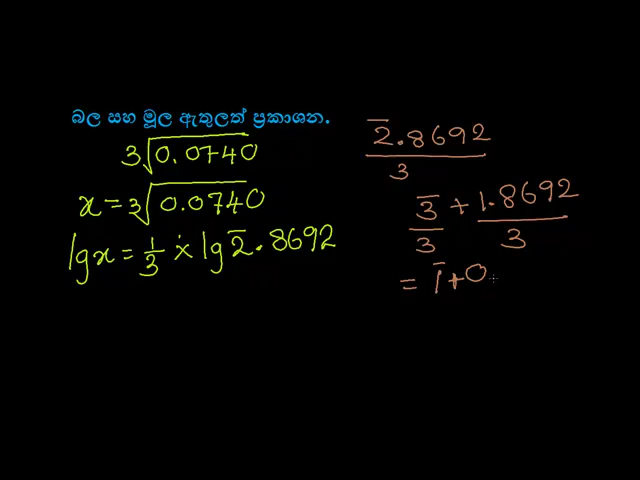 බල සහ මූල ඇතුලත් ප්‍රකාශන.
3√0.0740
x = 3√0.0740
lgx = 1/3 × lg 2̄.8692
2̄.8692/3
3̄/3 + 1.8692/3
= 1̄ + 0.